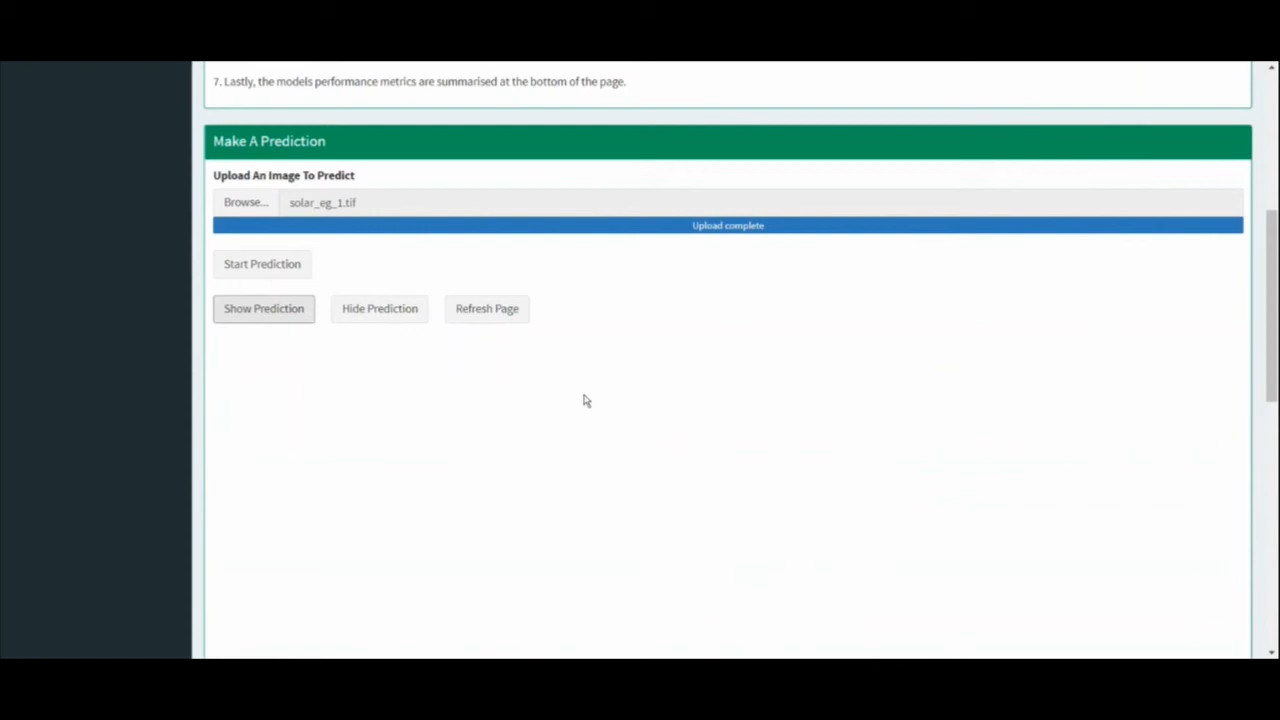 7. Lastly, the models performance metrics are summarised at the bottom of the page.
Make A Prediction
Upload An Image To Predict
Browse... solar_eg_1.tif
Upload complete
Start Prediction
Show Prediction Hide Prediction Refresh Page